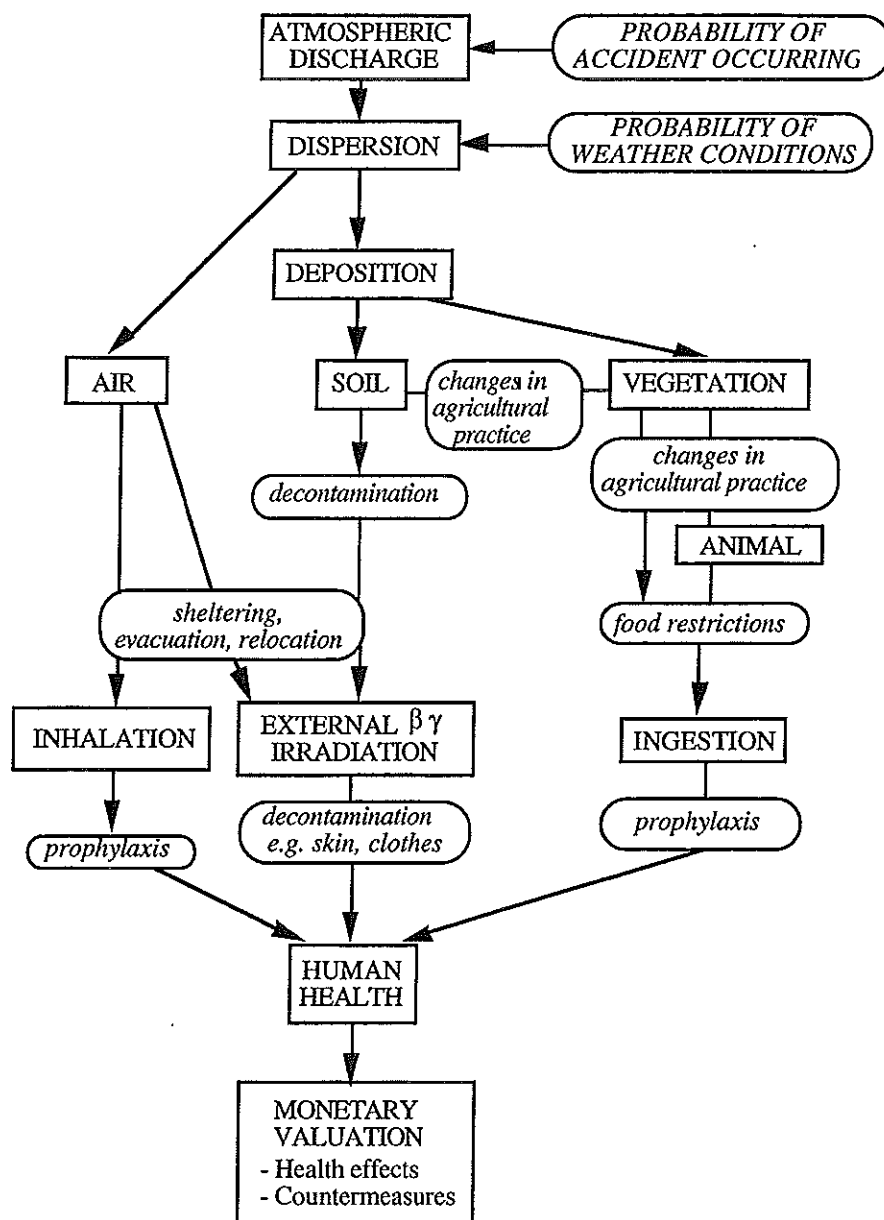 ATMOSPHERIC
DISCHARGE
PROBABILITY OF
ACCIDENT OCCURRING
DISPERSION
PROBABILITY OF
WEATHER CONDITIONS
DEPOSITION
AIR
SOIL
changes in
agricultural
practice
VEGETATION
decontamination
changes in
agricultural practice
ANIMAL
sheltering,
evacuation, relocation
food restrictions
INHALATION
EXTERNAL β γ
IRRADIATION
INGESTION
prophylaxis
decontamination
e.g. skin, clothes
prophylaxis
HUMAN
HEALTH
MONETARY
VALUATION
- Health effects
- Countermeasures